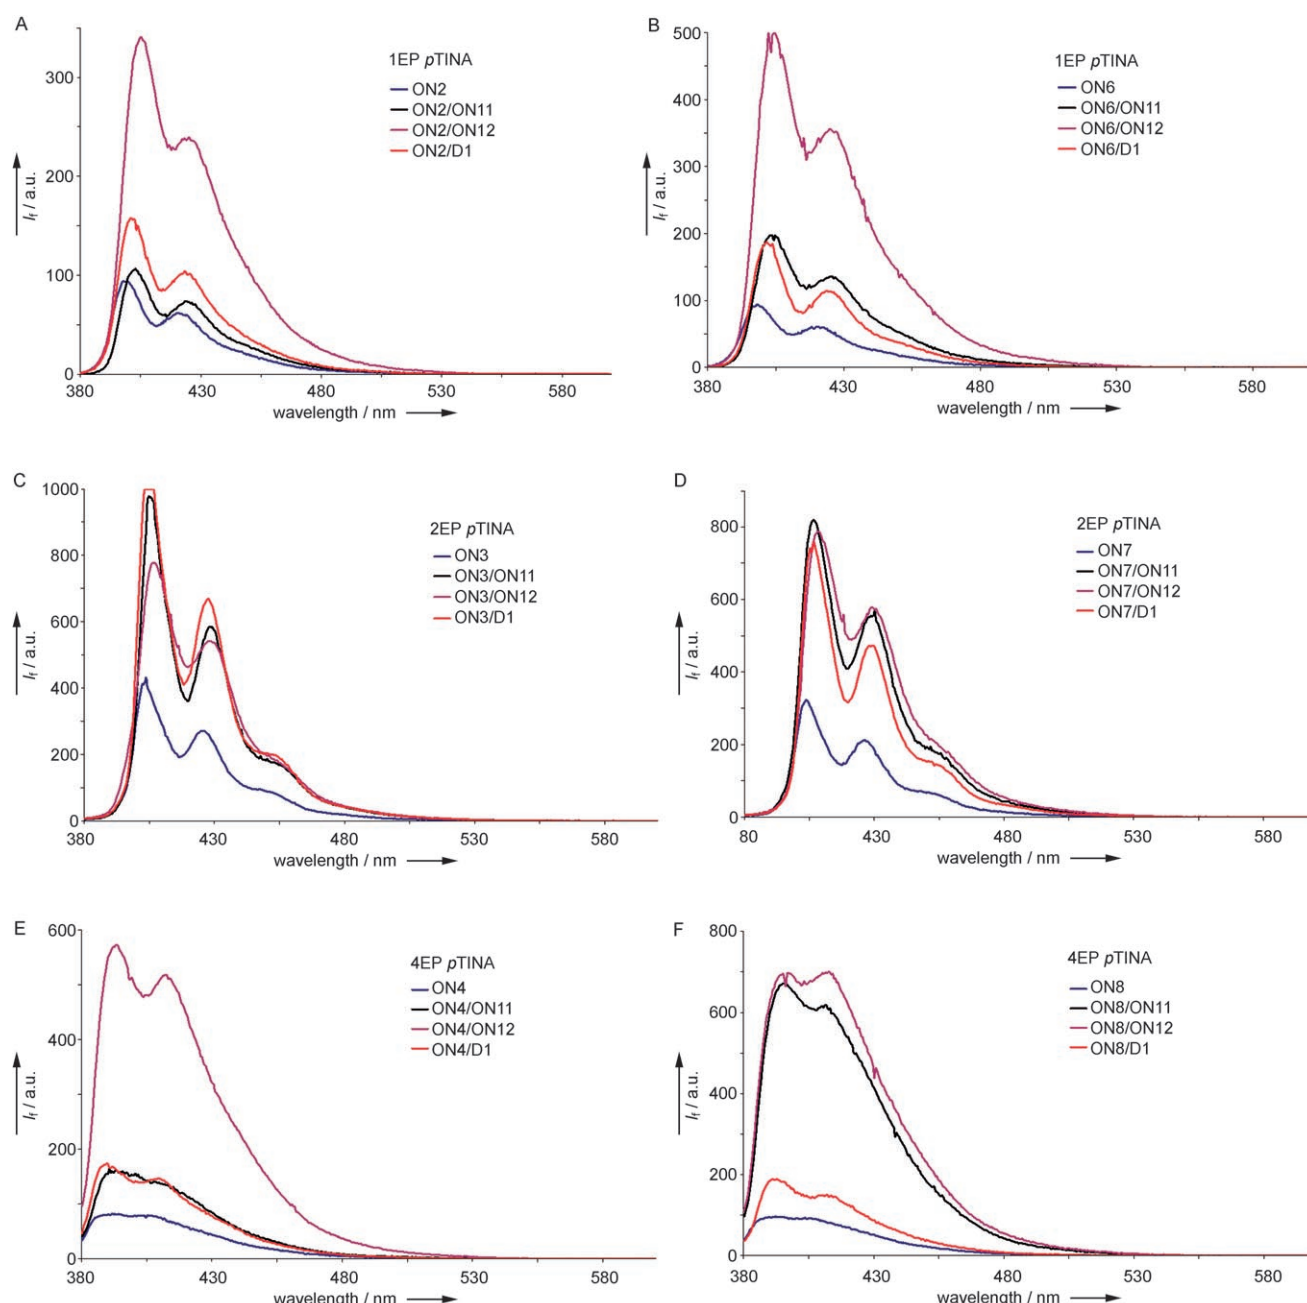 A
1EP pTINA
ON2
ON2/ON11
ON2/ON12
ON2/D1
300
200
100
0
If / a.u.
380 430 480 530 580
wavelength / nm
B
1EP pTINA
ON6
ON6/ON11
ON6/ON12
ON6/D1
500
400
300
200
100
0
If / a.u.
380 430 480 530 580
wavelength / nm
C
2EP pTINA
ON3
ON3/ON11
ON3/ON12
ON3/D1
1000
800
600
400
200
0
If / a.u.
380 430 480 530 580
wavelength / nm
D
2EP pTINA
ON7
ON7/ON11
ON7/ON12
ON7/D1
800
600
400
200
0
If / a.u.
80 430 480 530 580
wavelength / nm
E
4EP pTINA
ON4
ON4/ON11
ON4/ON12
ON4/D1
600
400
200
0
If / a.u.
380 430 480 530 580
wavelength / nm
F
4EP pTINA
ON8
ON8/ON11
ON8/ON12
ON8/D1
800
600
400
200
0
If / a.u.
380 430 480 530 580
wavelength / nm